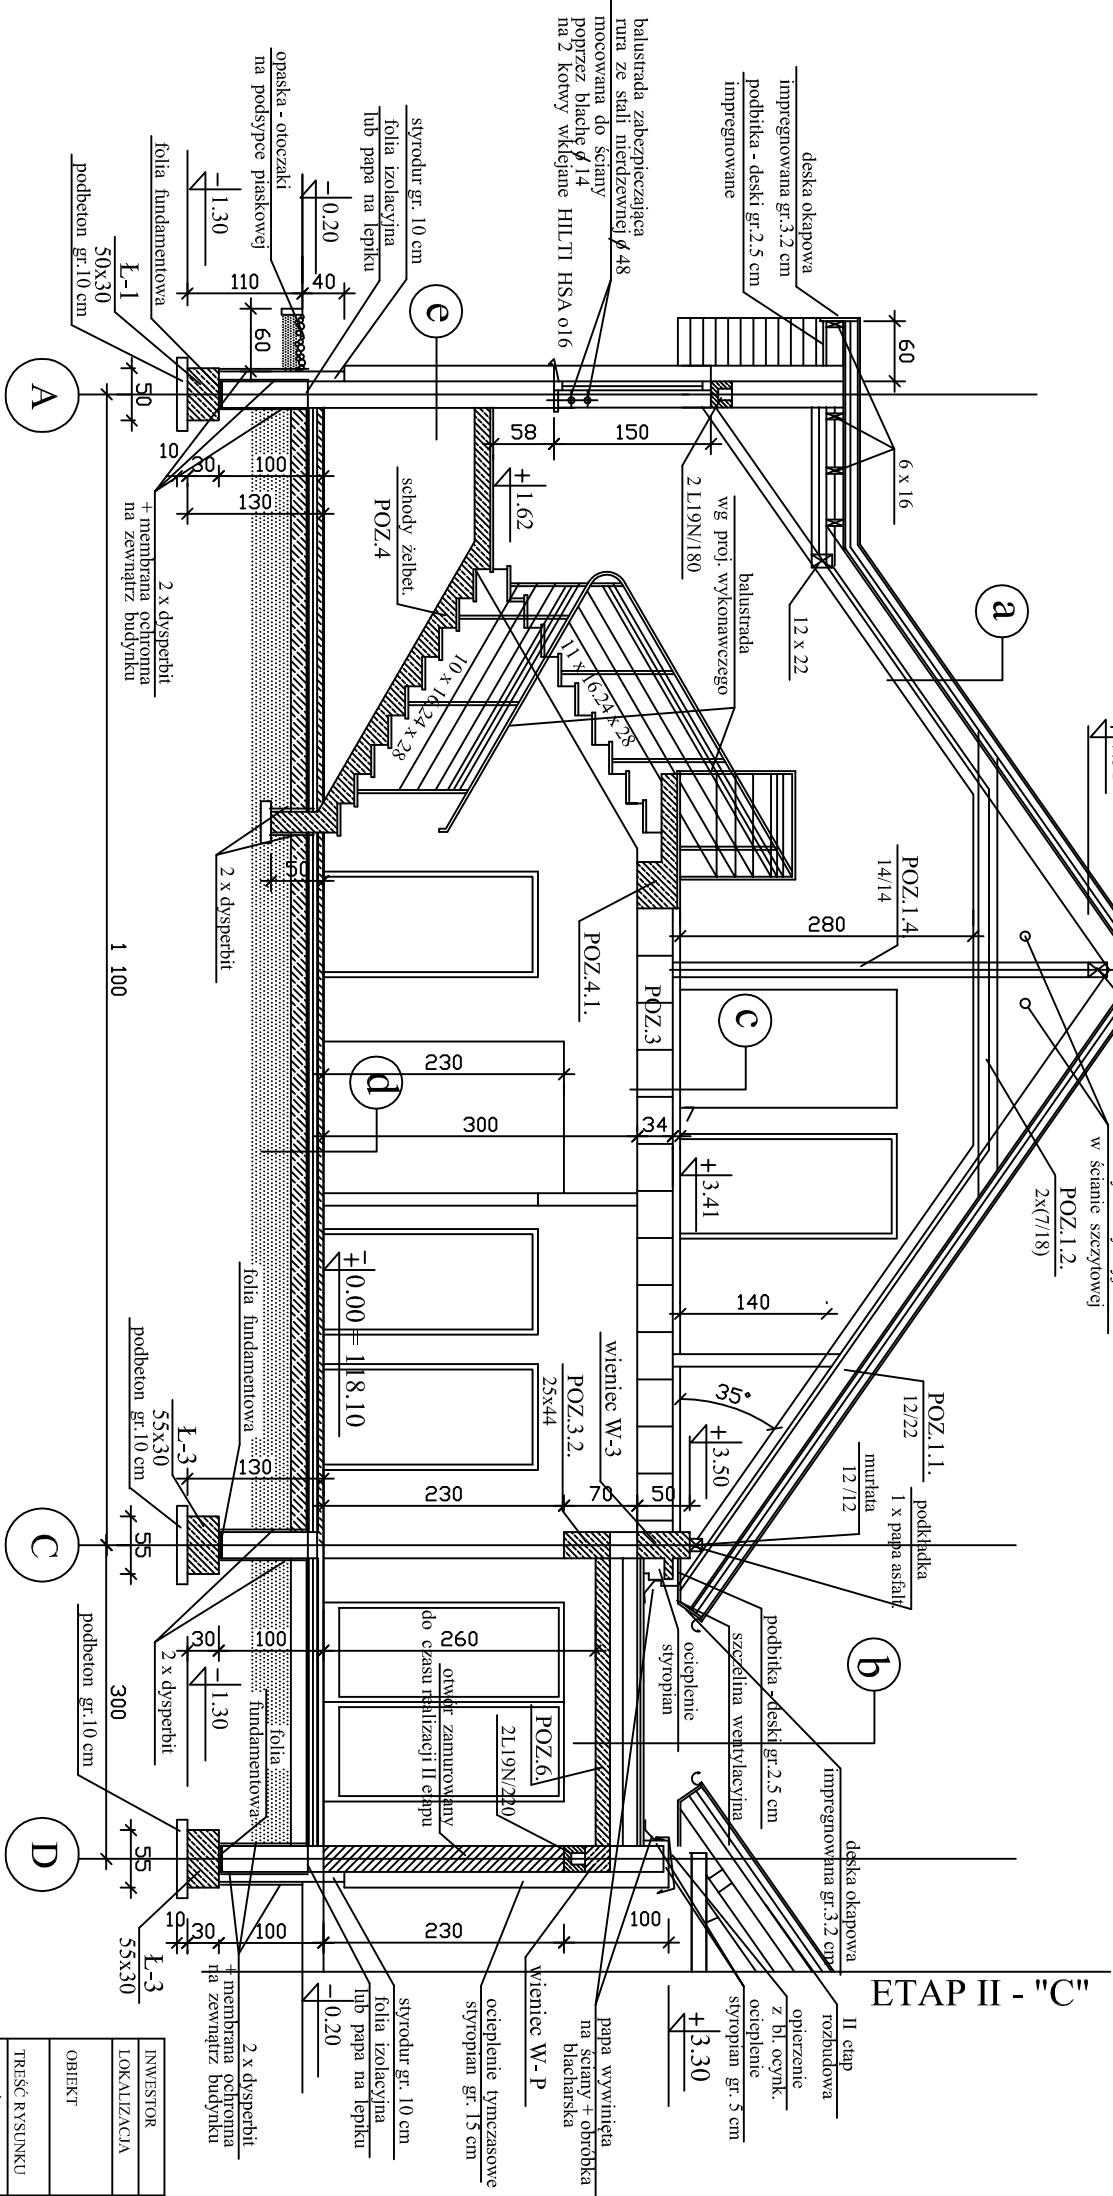 balustrada zabezpieczająca
rura ze stali nierdzewnej ø 48
mocowana do ściany
poprzez blachę ø 14
na 2 kotwy wklejane HILTI HSA o16
deska okapowa
impregnowana gr.3.2 cm
podbitka - deski gr.2.5 cm
impregnowane
60
6 x 16
12 x 22
a
wg proj. wykonawczego
balustrada
2 L19N/180
150
58
+1.62
e
styrodur gr. 10 cm
folia izolacyjna
lub papa na lepiku
opaska - otoczaki
na podsypce piaskowej
-0.20
-1.30
40
110
60
folia fundamentowa
Ł-1
50x30
podbeton gr.10 cm
50
A
10
30
100
130
2 x dysperbit
+ membrana ochronna
na zewnątrz budynku
schody żelbet.
POZ.4
10 x 16.24 x 28
11 x 16.24 x 28
2 x dysperbit
50
POZ.4.1.
280
POZ.1.4.
14/14
POZ.3
c
d
230
300
34
7
+3.41
w ścianie szczytowej
POZ.1.2.
2x(7/18)
140
35°
POZ.1.1.
12/22
murłata
12 /12
podkładka
1 x papa asfalt.
+3.50
wieniec W-3
POZ.3.2.
25x44
+-0.00 = 118.10
1 100
folia fundamentowa
Ł-3
55x30
podbeton gr.10 cm
130
230
70
50
55
C
podbitka - deski gr.2.5 cm
szczelina wentylacyjna
ocieplenie
styropian
b
deska okapowa
impregnowana gr.3.2 cm
30
100
260
2 x dysperbit
-1.30
300
folia
fundamentowa
podbeton gr.10 cm
otwór zamurowany
do czasu realizacji II etapu
2L19N/220
POZ.6.
55
D
Ł-3
55x30
10
30
100
230
100
ETAP II - "C"
II etap
rozbudowa
opierzenie
z bl. ocynk.
ocieplenie
styropian gr. 5 cm
+3.30
papa wywinięta
na ściany + obróbka
blacharska
wieniec W- P
ocieplenie tymczasowe
styropian gr. 15 cm
styrodur gr. 10 cm
folia izolacyjna
lub papa na lepiku
-0.20
2 x dysperbit
+ membrana ochronna
na zewnątrz budynku
INWESTOR
LOKALIZACJA
OBIEKT
TREŚĆ RYSUNKU